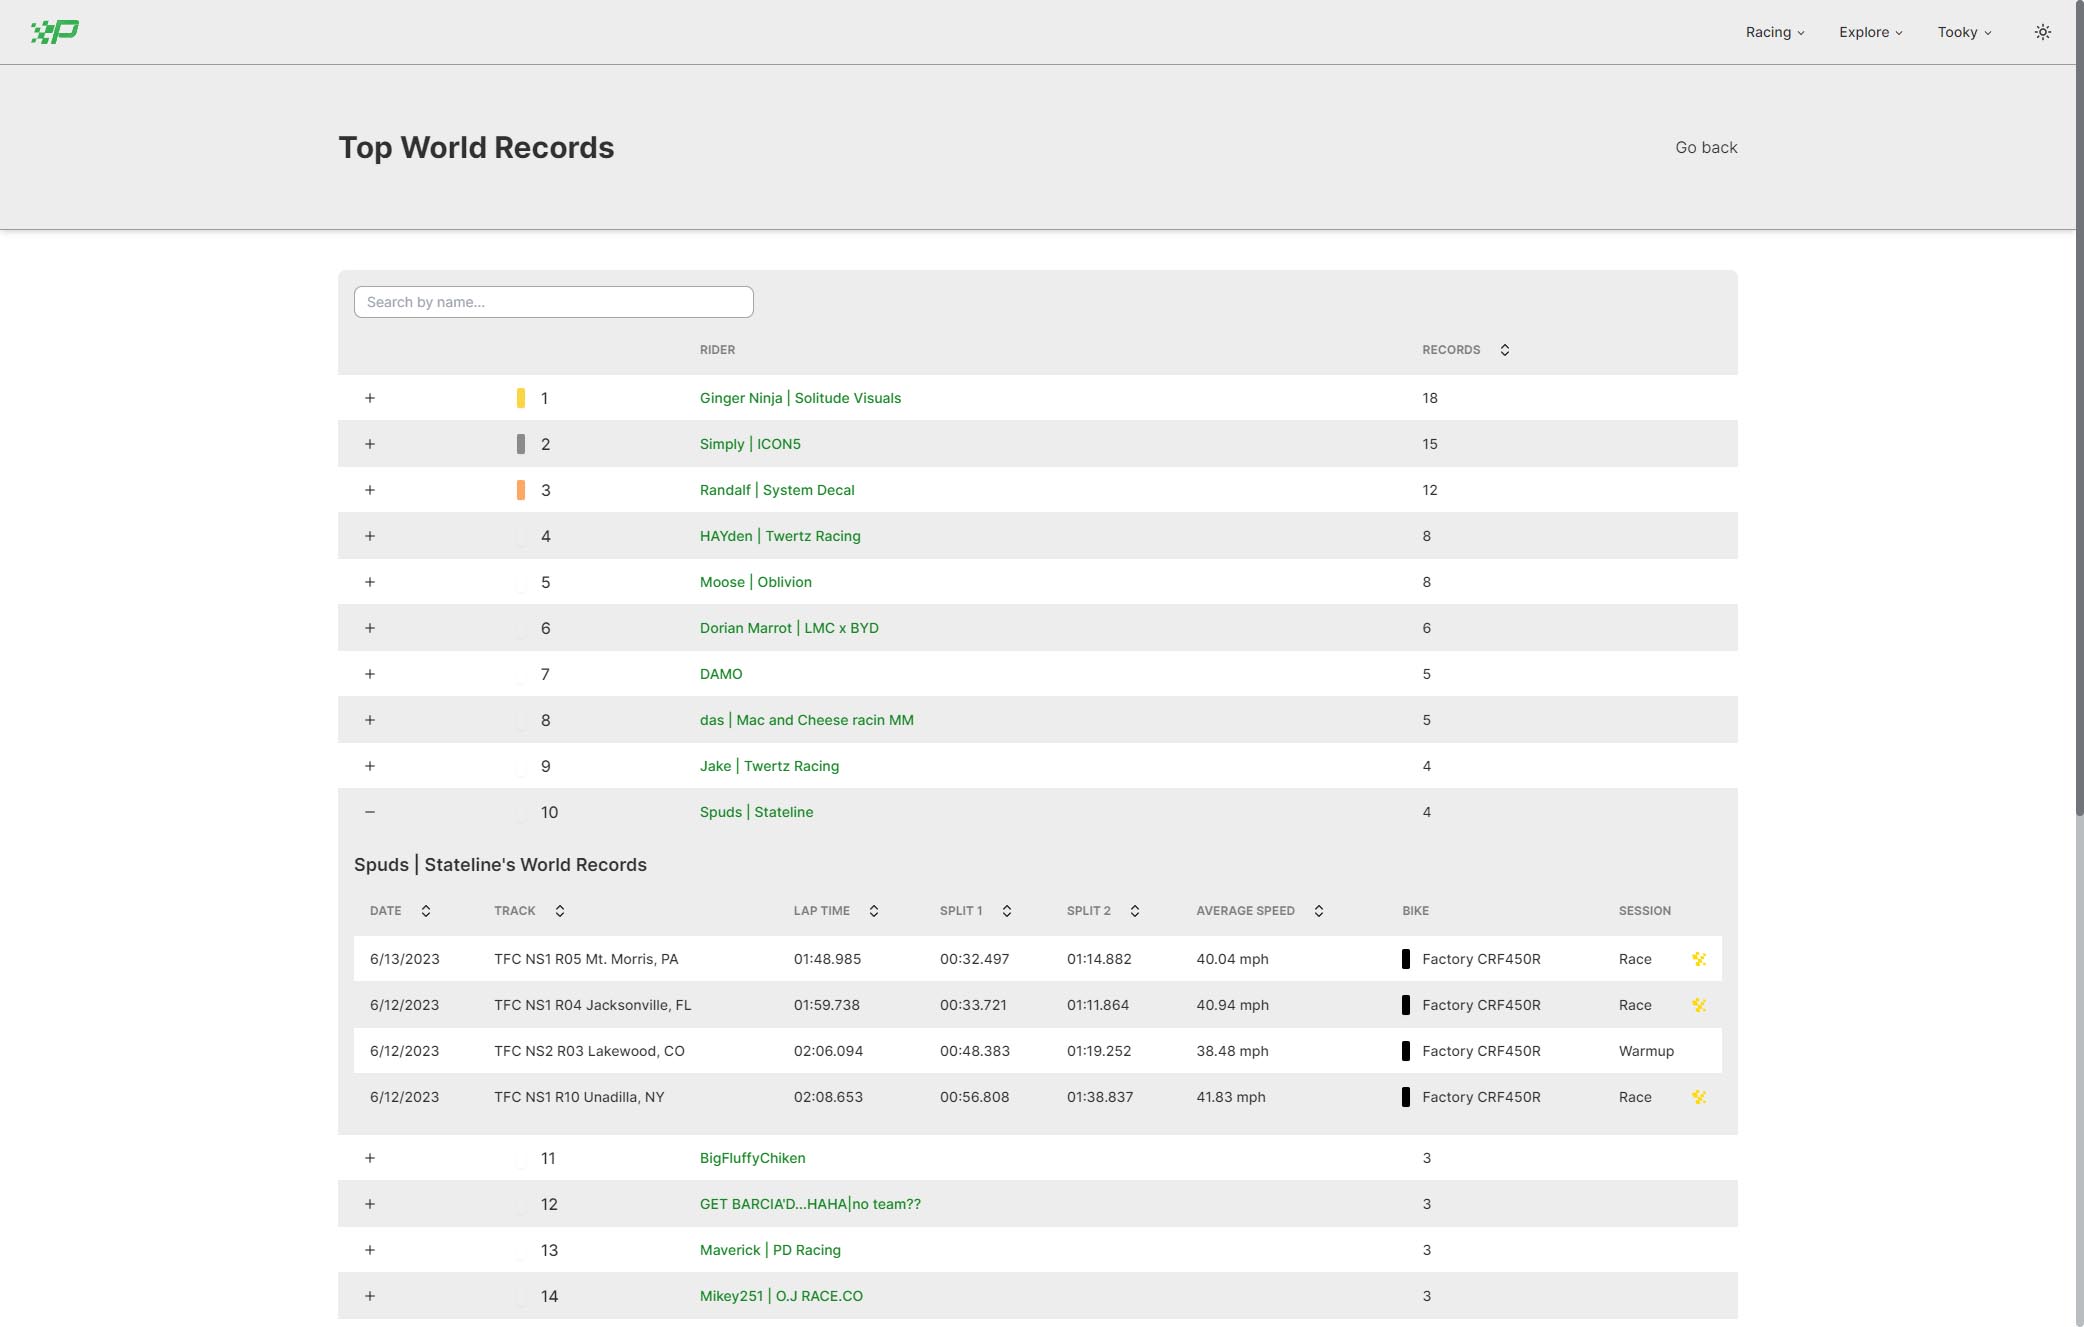 P
Racing Explore Tooky
Top World Records
Go back
Search by name...
RIDER RECORDS
+ 1 Ginger Ninja | Solitude Visuals 18
+ 2 Simply | ICON5 15
+ 3 Randalf | System Decal 12
+ 4 HAYden | Twertz Racing 8
+ 5 Moose | Oblivion 8
+ 6 Dorian Marrot | LMC x BYD 6
+ 7 DAMO 5
+ 8 das | Mac and Cheese racin MM 5
+ 9 Jake | Twertz Racing 4
− 10 Spuds | Stateline 4
Spuds | Stateline's World Records
DATE TRACK LAP TIME SPLIT 1 SPLIT 2 AVERAGE SPEED BIKE SESSION
6/13/2023 TFC NS1 R05 Mt. Morris, PA 01:48.985 00:32.497 01:14.882 40.04 mph Factory CRF450R Race
6/12/2023 TFC NS1 R04 Jacksonville, FL 01:59.738 00:33.721 01:11.864 40.94 mph Factory CRF450R Race
6/12/2023 TFC NS2 R03 Lakewood, CO 02:06.094 00:48.383 01:19.252 38.48 mph Factory CRF450R Warmup
6/12/2023 TFC NS1 R10 Unadilla, NY 02:08.653 00:56.808 01:38.837 41.83 mph Factory CRF450R Race
+ 11 BigFluffyChiken 3
+ 12 GET BARCIA'D...HAHA|no team?? 3
+ 13 Maverick | PD Racing 3
+ 14 Mikey251 | O.J RACE.CO 3